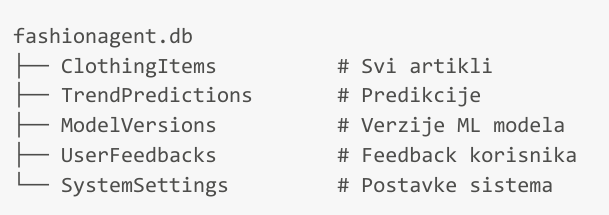 fashionagent.db
├── ClothingItems          # Svi artikli
├── TrendPredictions       # Predikcije
├── ModelVersions          # Verzije ML modela
├── UserFeedbacks          # Feedback korisnika
└── SystemSettings         # Postavke sistema